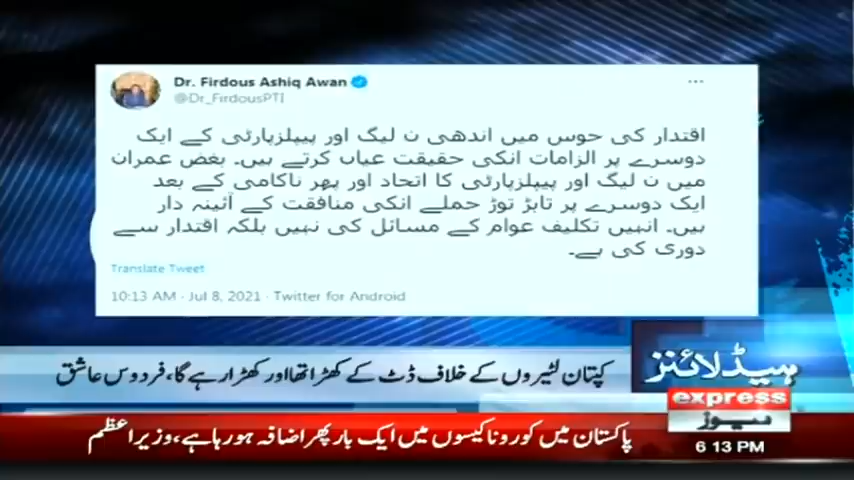 Dr. Firdous Ashiq Awan
@Dr_FirdousPTI
اقتدار کی حوس میں اندھی ن لیگ اور پیپلزپارٹی کے ایک
دوسرے پر الزامات انکی حقیقت عیاں کرتے ہیں۔ بغض عمران
میں ن لیگ اور پیپلزپارٹی کا اتحاد اور پھر ناکامی کے بعد
ایک دوسرے پر تابڑ توڑ حملے انکی منافقت کے آئینہ دار
ہیں۔ انہیں تکلیف عوام کے مسائل کی نہیں بلکہ اقتدار سے
دوری کی ہے۔
Translate Tweet
10:13 AM · Jul 8, 2021 · Twitter for Android
کپتان لٹیروں کے خلاف ڈٹ کے کھڑا تھا اور کھڑا رہے گا، فردوس عاشق
ہیڈلائنز
express
نیوز
پاکستان میں کورونا کیسوں میں ایک بار پھر اضافہ ہو رہا ہے، وزیراعظم
6:13 PM